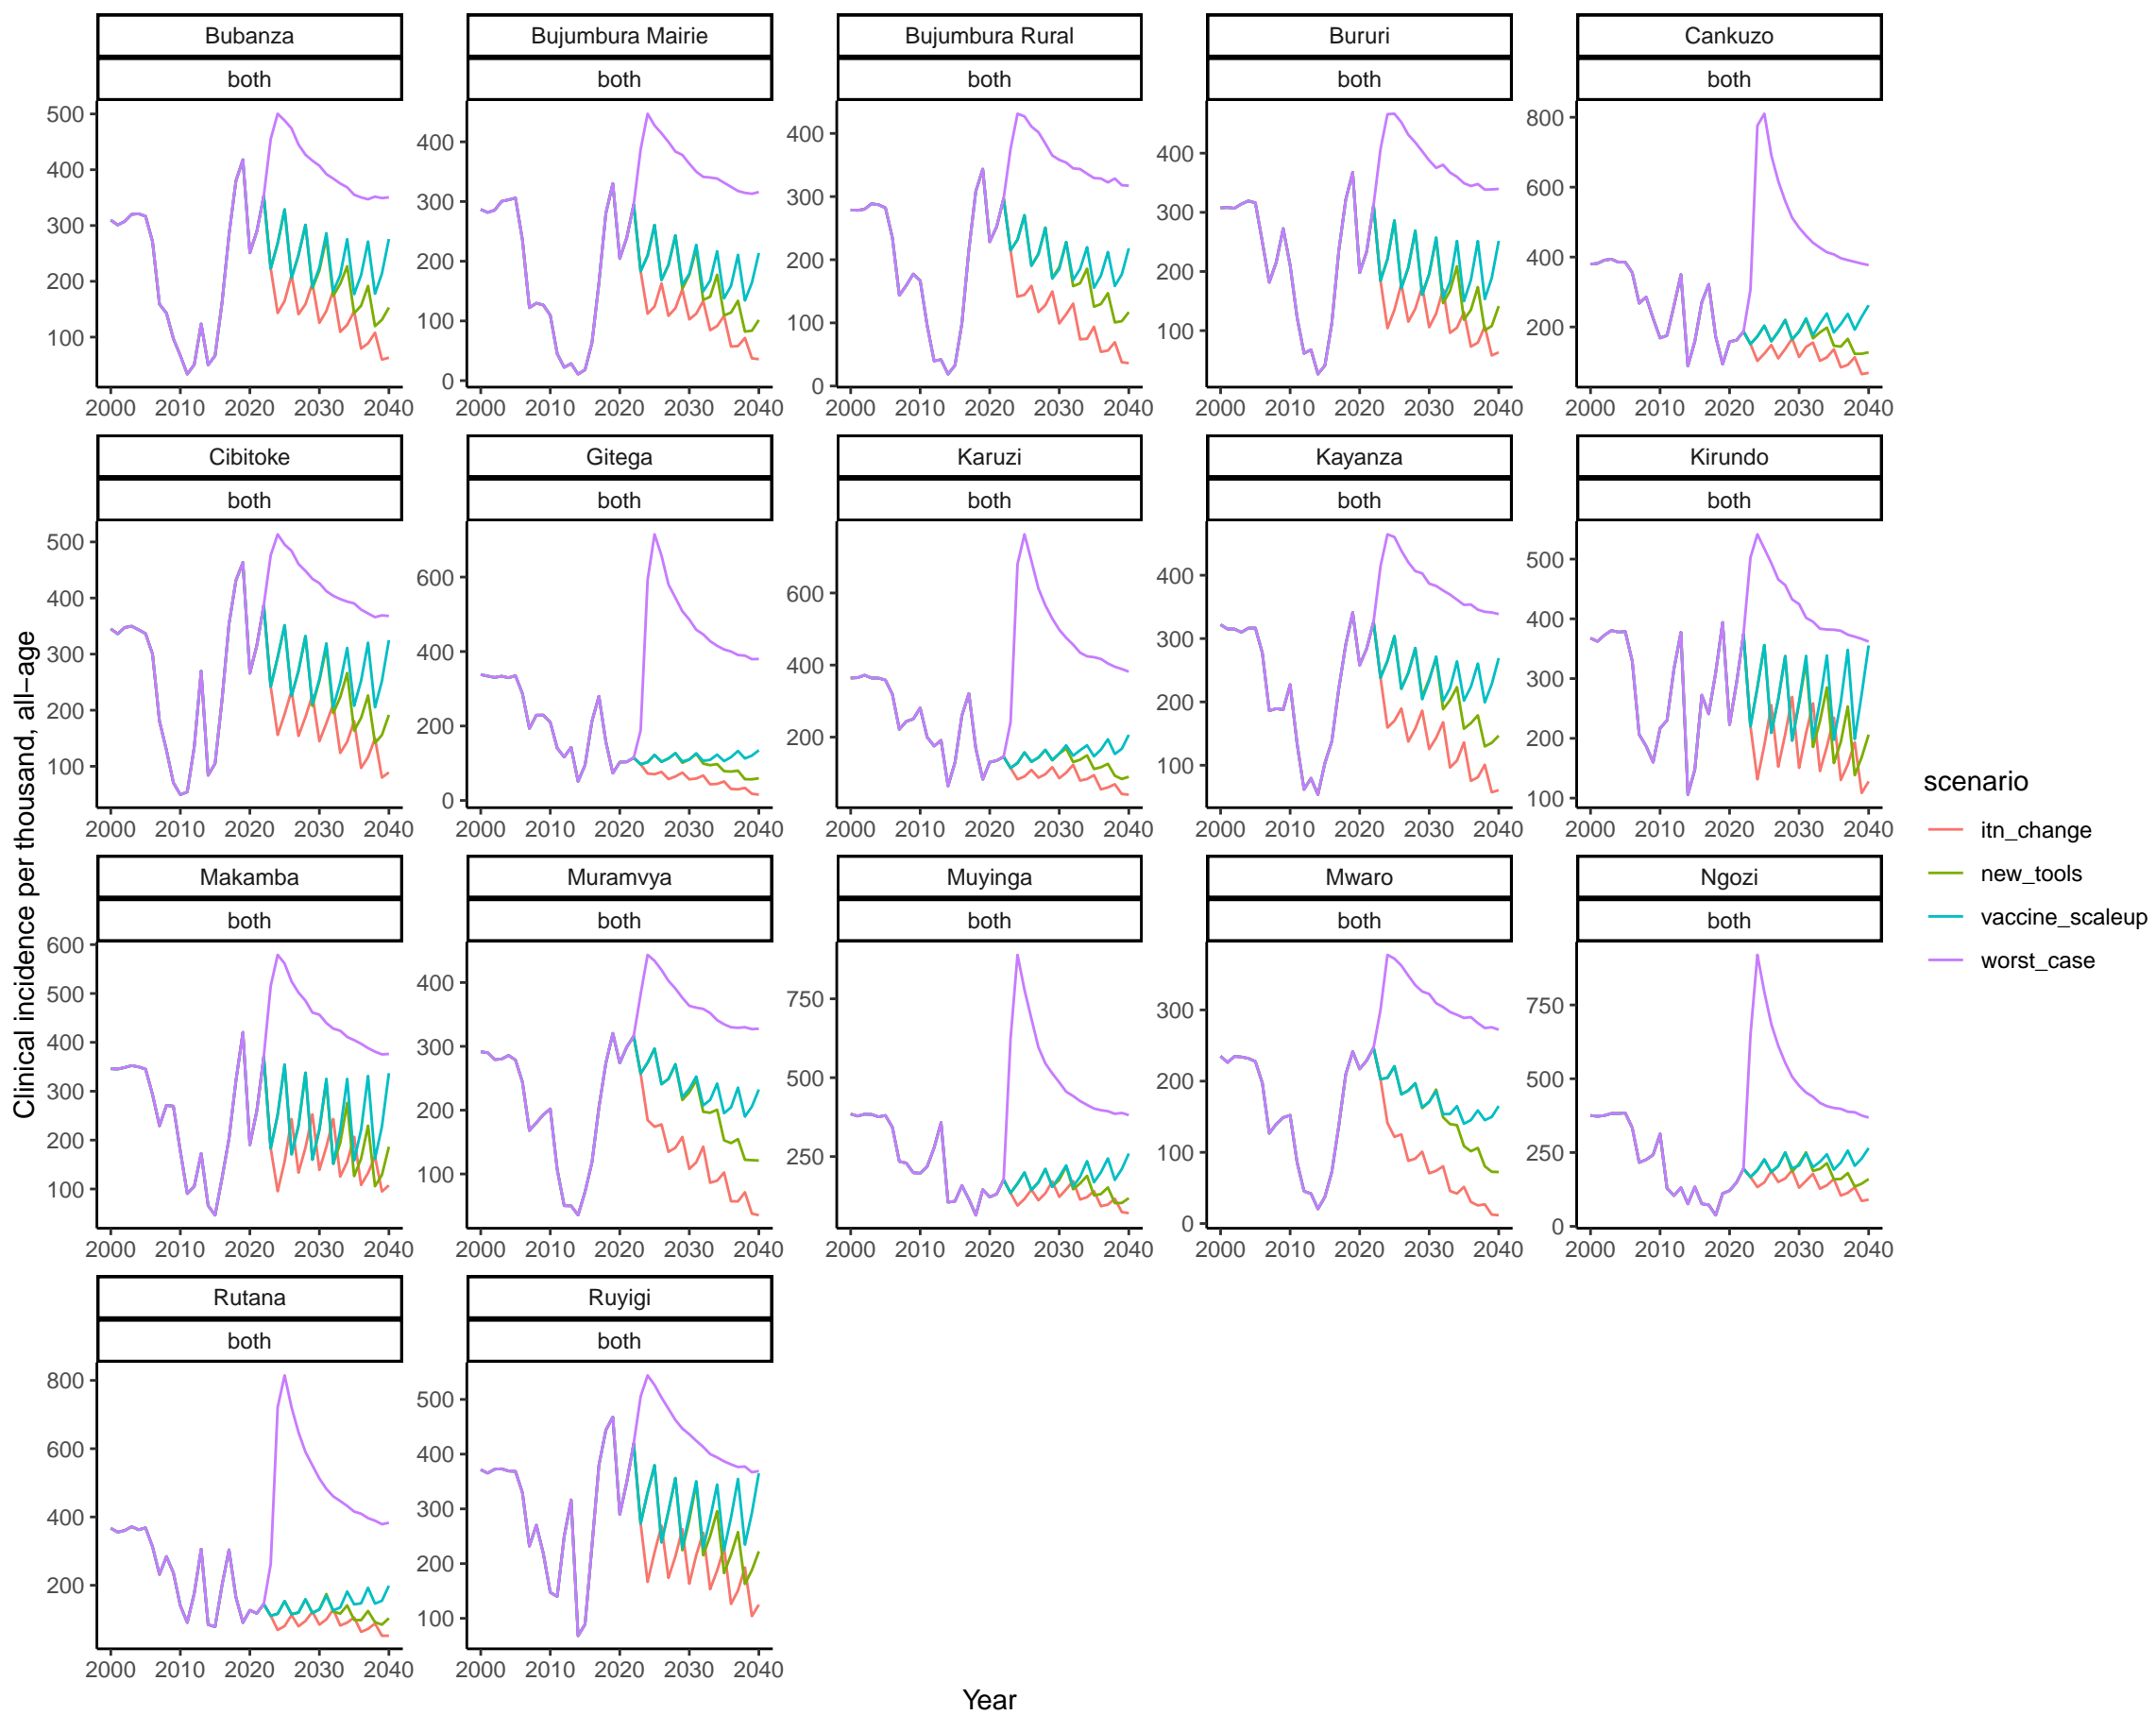 Bubanza Bujumbura Mairie Bujumbura Rural Bururi Cankuzo
both both both both both
500 400 300 200 100
400 300 200 100 0
400 300 200 100 0
400 300 200 100
800 600 400 200
2000 2010 2020 2030 2040 2000 2010 2020 2030 2040 2000 2010 2020 2030 2040 2000 2010 2020 2030 2040 2000 2010 2020 2030 2040
Cibitoke Gitega Karuzi Kayanza Kirundo
both both both both both
500 400 300 200 100
600 400 200 0
600 400 200
400 300 200 100
500 400 300 200 100
2000 2010 2020 2030 2040 2000 2010 2020 2030 2040 2000 2010 2020 2030 2040 2000 2010 2020 2030 2040 2000 2010 2020 2030 2040
Makamba Muramvya Muyinga Mwaro Ngozi
both both both both both
600 500 400 300 200 100
400 300 200 100
750 500 250
300 200 100 0
750 500 250 0
2000 2010 2020 2030 2040 2000 2010 2020 2030 2040 2000 2010 2020 2030 2040 2000 2010 2020 2030 2040 2000 2010 2020 2030 2040
Rutana Ruyigi
both both
800 600 400 200
500 400 300 200 100
2000 2010 2020 2030 2040 2000 2010 2020 2030 2040
Year
Clinical incidence per thousand, all−age
scenario
itn_change
new_tools
vaccine_scaleup
worst_case